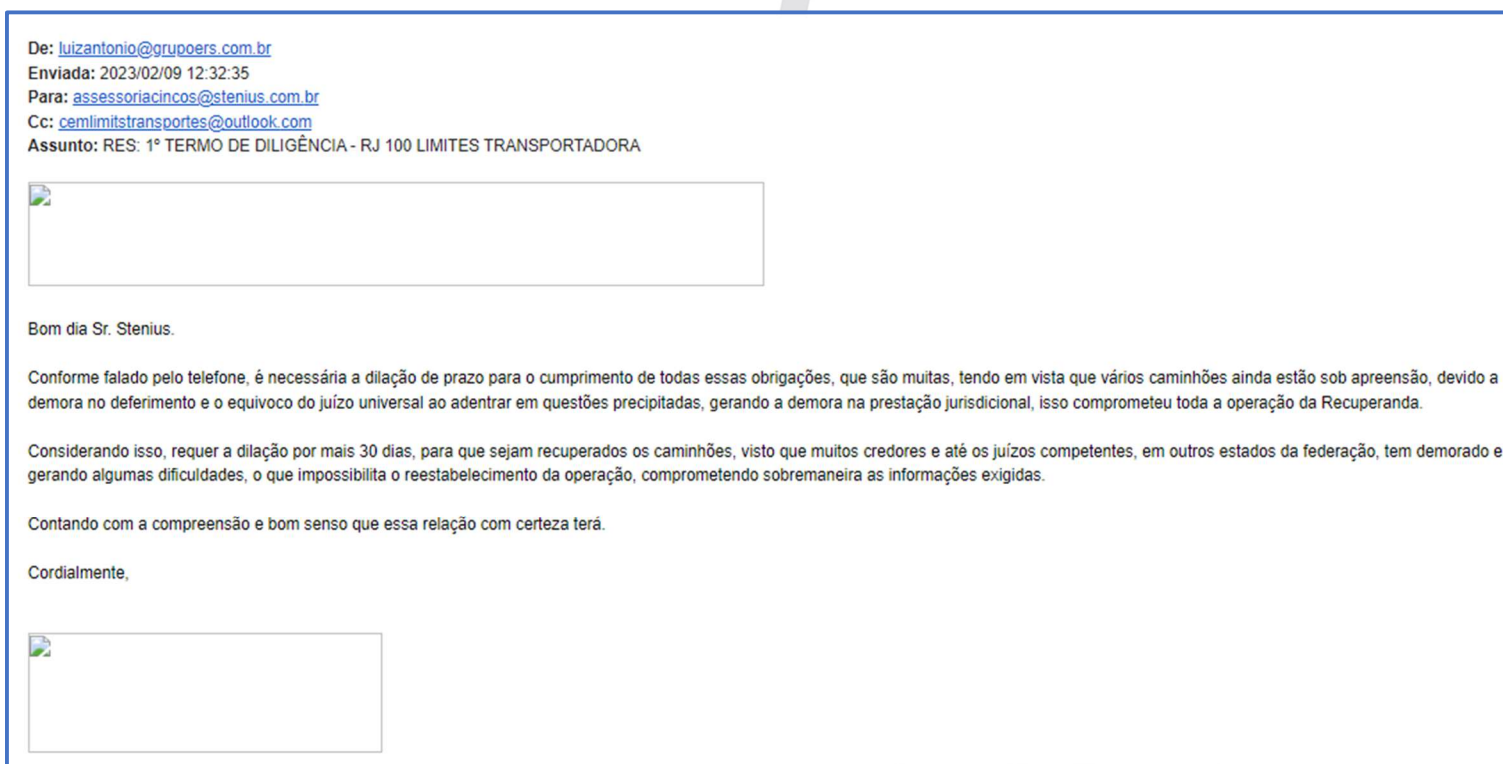 De: luizantonio@grupoers.com.br
Enviada: 2023/02/09 12:32:35
Para: assessoriacincos@stenius.com.br
Cc: cemlimitstransportes@outlook.com
Assunto: RES: 1º TERMO DE DILIGÊNCIA - RJ 100 LIMITES TRANSPORTADORA
Bom dia Sr. Stenius.
Conforme falado pelo telefone, é necessária a dilação de prazo para o cumprimento de todas essas obrigações, que são muitas, tendo em vista que vários caminhões ainda estão sob apreensão, devido a
demora no deferimento e o equivoco do juízo universal ao adentrar em questões precipitadas, gerando a demora na prestação jurisdicional, isso comprometeu toda a operação da Recuperanda.
Considerando isso, requer a dilação por mais 30 dias, para que sejam recuperados os caminhões, visto que muitos credores e até os juízos competentes, em outros estados da federação, tem demorado e
gerando algumas dificuldades, o que impossibilita o reestabelecimento da operação, comprometendo sobremaneira as informações exigidas.
Contando com a compreensão e bom senso que essa relação com certeza terá.
Cordialmente,